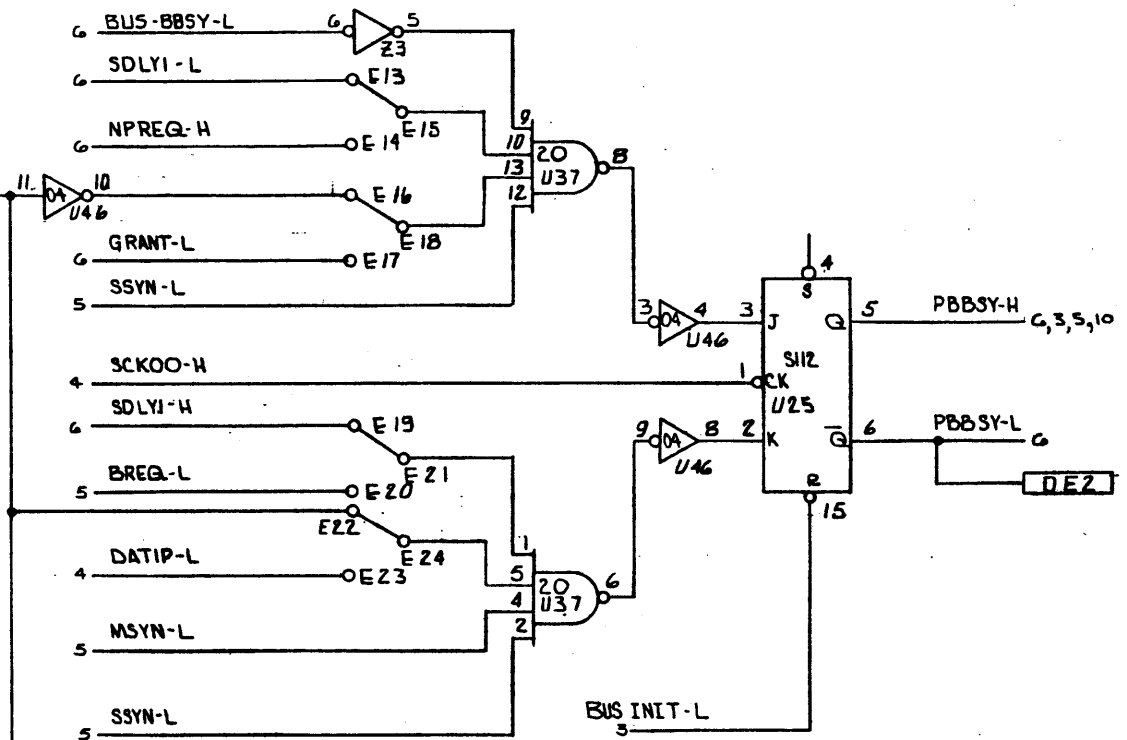 6 BUS-BBSY-L 6 Z3 5
6 SDLY1-L E13
E15
6 NPREQ-H E14
9
10
13
12
20
U37
8
11 04 10
U46
E16
E18
6 GRANT-L E17
5 SSYN-L
4
S
3 04 4
U46
3 J Q 5 PBBSY-H 6,3,5,10
4 SCK00-H 1 CK
S112
U25
6 SDLY1-H E19
E21
9 04 8
U46
2 K Q 6 PBBSY-L 6
5 BREQ-L E20
R
15
DE2
E22
E24
4 DATIP-L E23
1
5
4
2
20
U37
6
5 MSYN-L
5 SSYN-L
BUS INIT-L
3